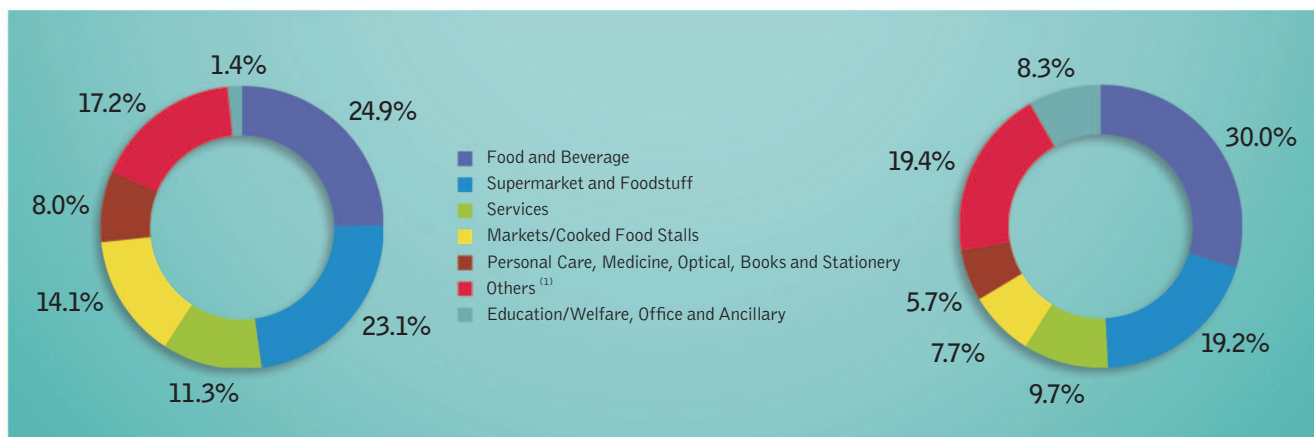 1.4%
17.2%
24.9%
8.0%
14.1%
23.1%
11.3%
Food and Beverage
Supermarket and Foodstuff
Services
Markets/Cooked Food Stalls
Personal Care, Medicine, Optical, Books and Stationery
Others (1)
Education/Welfare, Office and Ancillary
8.3%
30.0%
19.4%
5.7%
7.7%
19.2%
9.7%